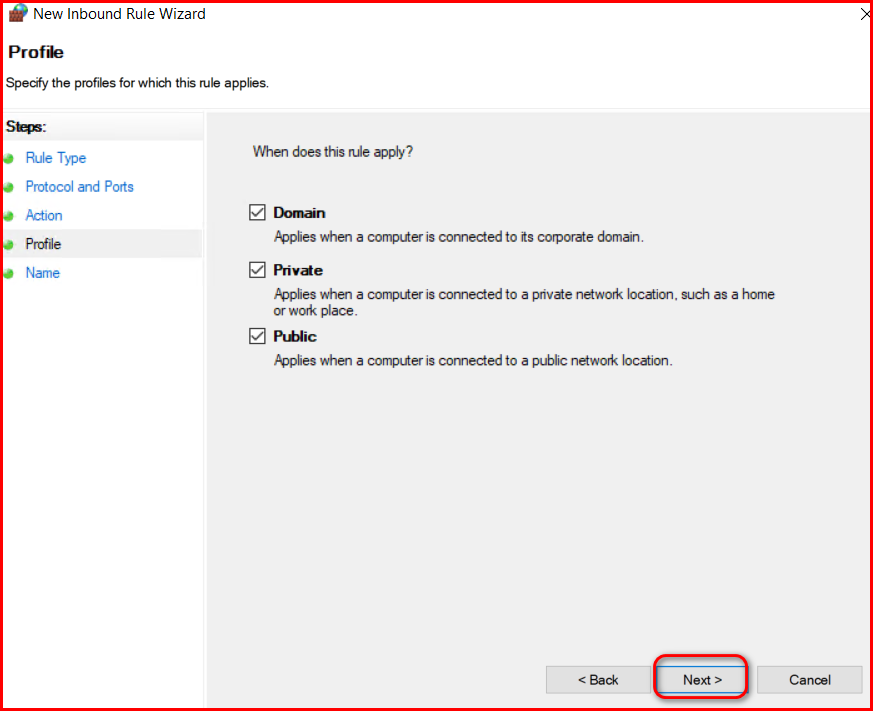 New Inbound Rule Wizard
Profile
Specify the profiles for which this rule applies.
Steps:
Rule Type
Protocol and Ports
Action
Profile
Name
When does this rule apply?
Domain
Applies when a computer is connected to its corporate domain.
Private
Applies when a computer is connected to a private network location, such as a home
or work place.
Public
Applies when a computer is connected to a public network location.
< Back
Next >
Cancel